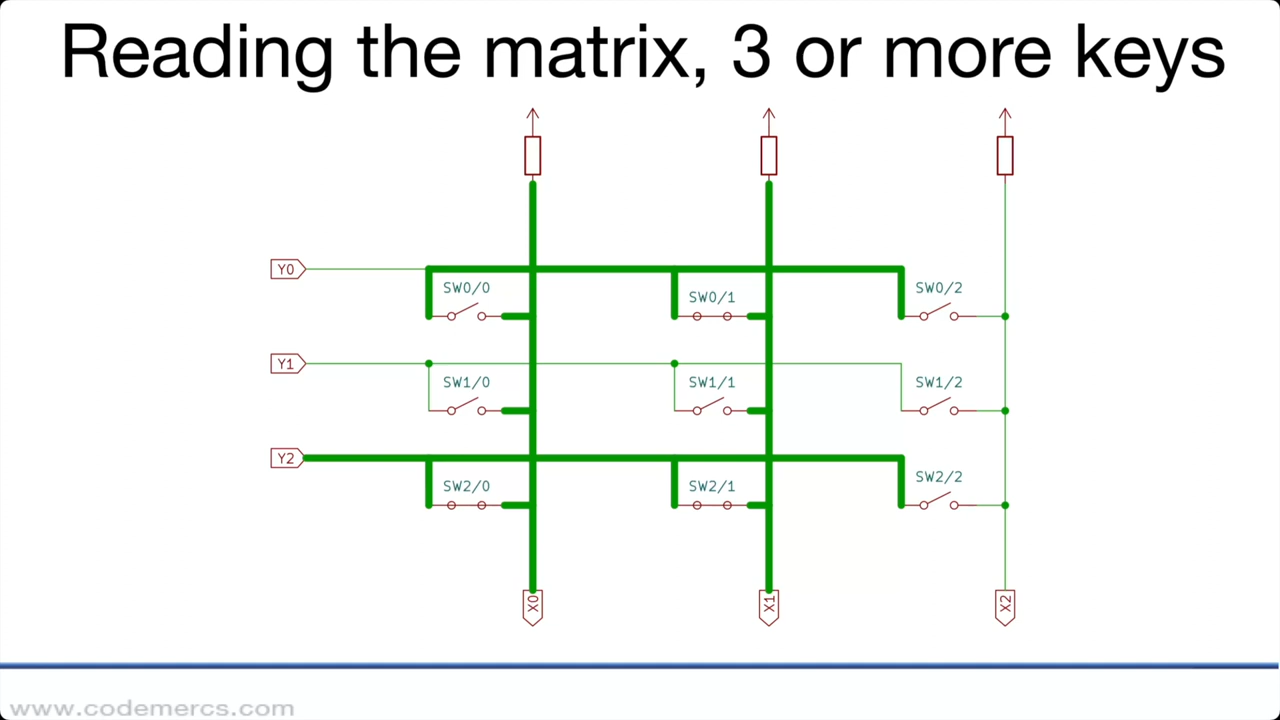 Reading the matrix, 3 or more keys
Y0
SW0/0
SW0/1
SW0/2
Y1
SW1/0
SW1/1
SW1/2
Y2
SW2/0
SW2/1
SW2/2
X0
X1
X2
www.codemercs.com